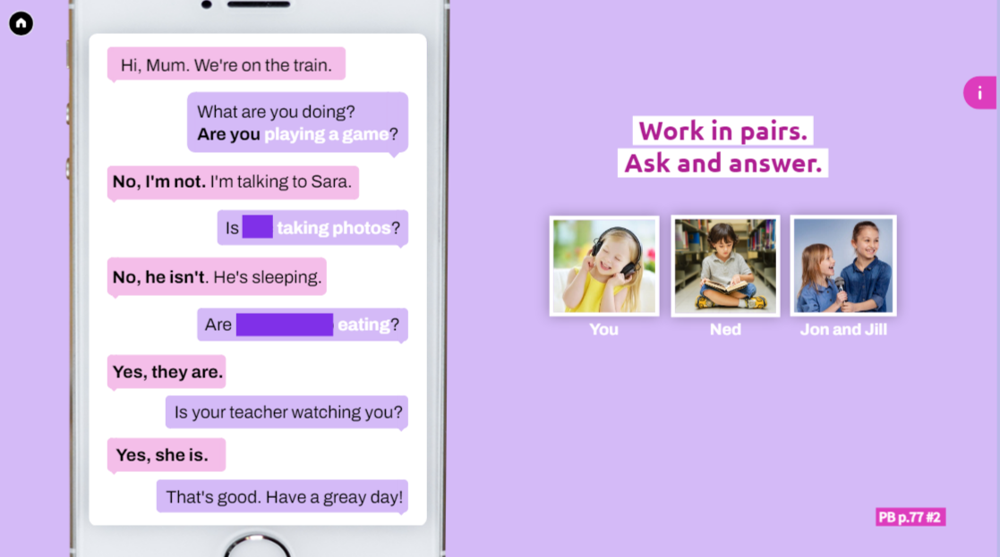 Hi, Mum. We're on the train.
What are you doing?
Are you playing a game?
No, I'm not. I'm talking to Sara.
Is taking photos?
No, he isn't. He's sleeping.
Are eating?
Yes, they are.
Is your teacher watching you?
Yes, she is.
That's good. Have a greay day!
i
Work in pairs.
Ask and answer.
You
Ned
Jon and Jill
PB p.77 #2